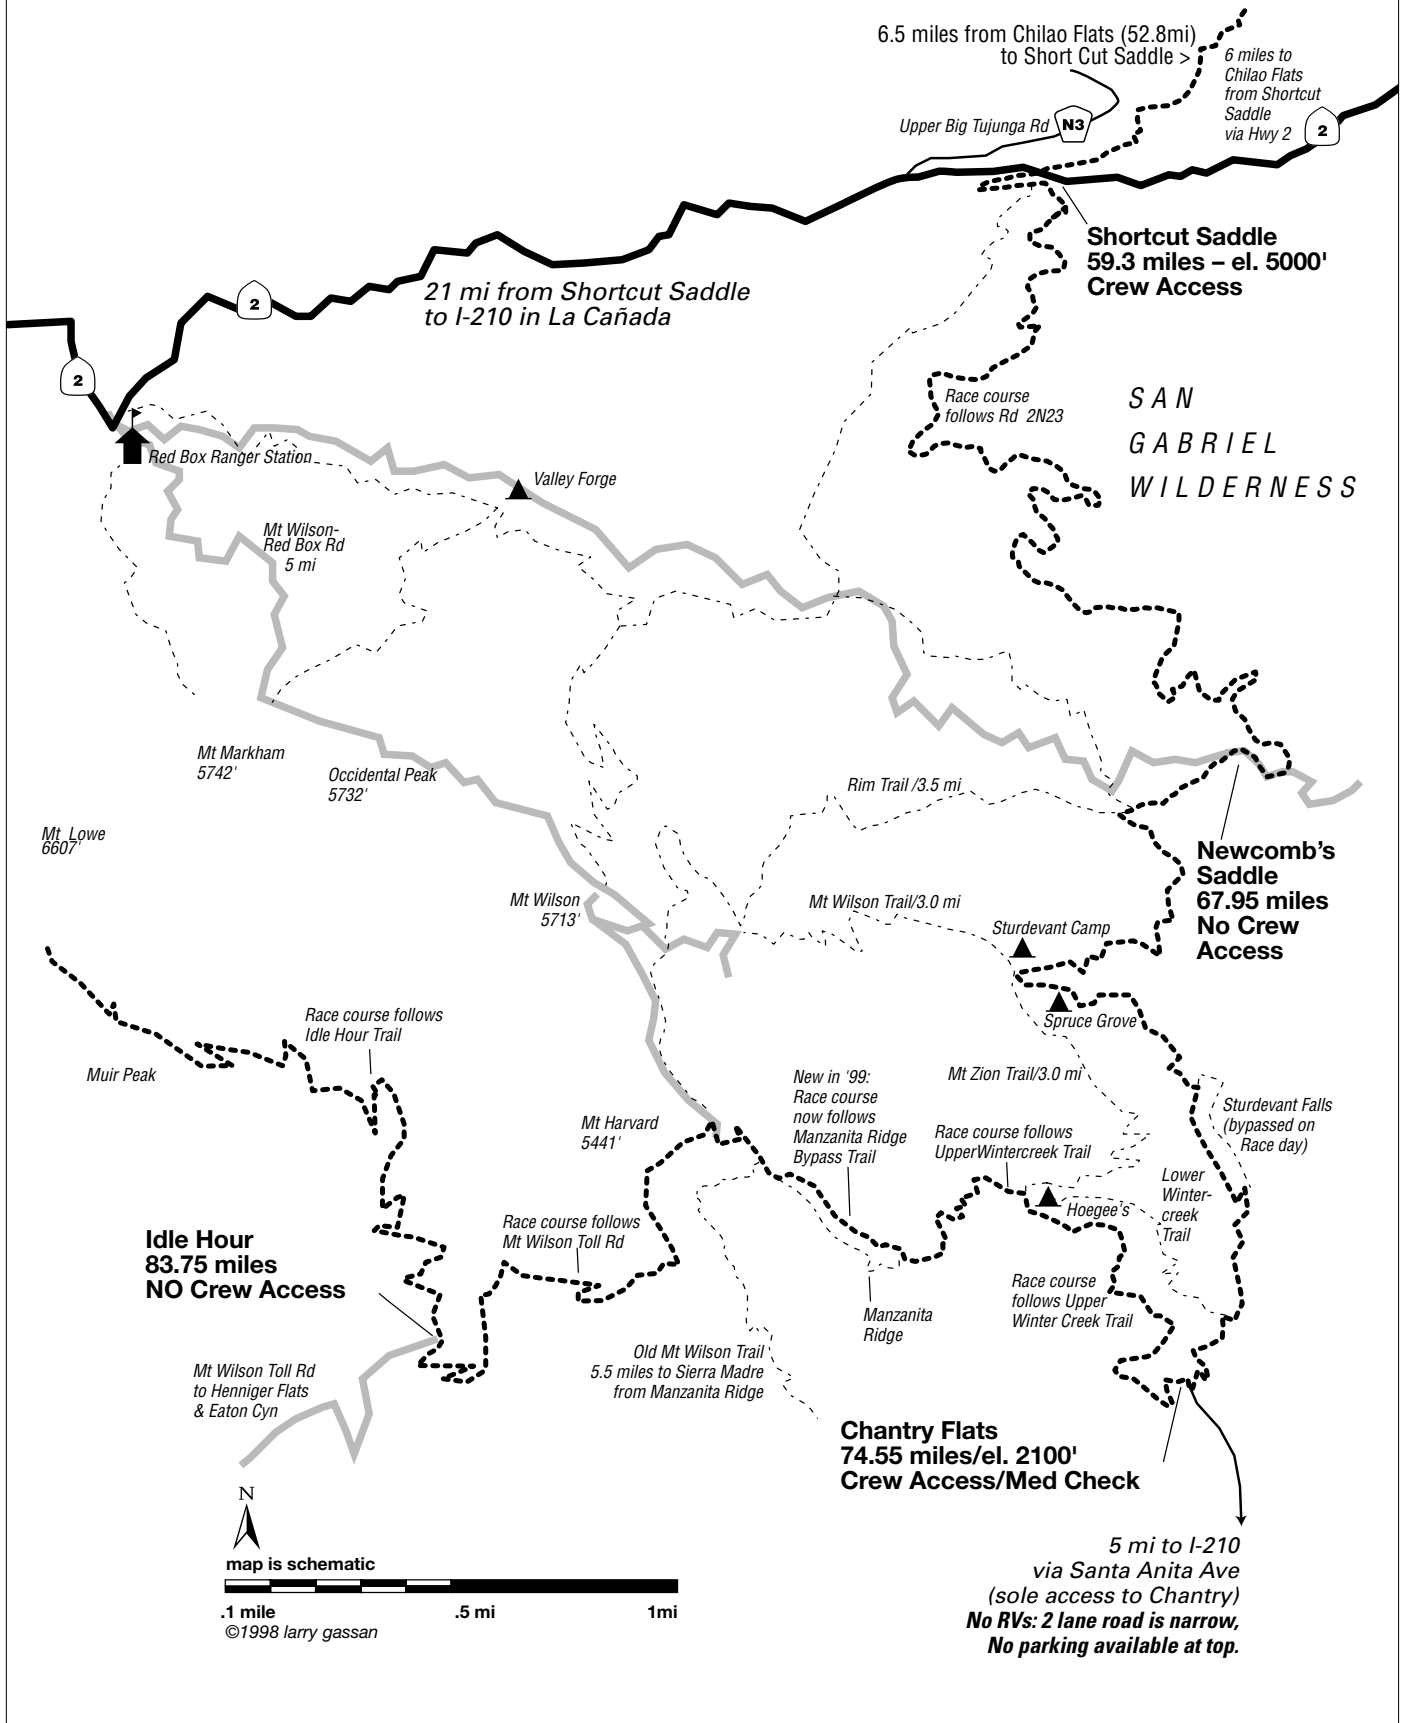 6.5 miles from Chilao Flats (52.8mi)
to Short Cut Saddle >
6 miles to
Chilao Flats
from Shortcut
Saddle
via Hwy 2
2
Upper Big Tujunga Rd
N3
Shortcut Saddle
59.3 miles – el. 5000'
Crew Access
2
21 mi from Shortcut Saddle
to I-210 in La Cañada
2
Race course
follows Rd 2N23
SAN
GABRIEL
WILDERNESS
Red Box Ranger Station
Valley Forge
Mt Wilson-
Red Box Rd
5 mi
Mt Markham
5742'
Occidental Peak
5732'
Rim Trail /3.5 mi
Mt Lowe
6607'
Newcomb's
Saddle
67.95 miles
No Crew
Access
Mt Wilson
5713'
Mt Wilson Trail/3.0 mi
Sturdevant Camp
Spruce Grove
Race course follows
Idle Hour Trail
Muir Peak
Mt Zion Trail/3.0 mi
New in '99:
Race course
now follows
Manzanita Ridge
Bypass Trail
Mt Harvard
5441'
Race course follows
UpperWintercreek Trail
Sturdevant Falls
(bypassed on
Race day)
Lower
Winter-
creek
Trail
Hoegee's
Race course follows
Mt Wilson Toll Rd
Idle Hour
83.75 miles
NO Crew Access
Race course
follows Upper
Winter Creek Trail
Manzanita
Ridge
Old Mt Wilson Trail
5.5 miles to Sierra Madre
from Manzanita Ridge
Mt Wilson Toll Rd
to Henniger Flats
& Eaton Cyn
Chantry Flats
74.55 miles/el. 2100'
Crew Access/Med Check
N
map is schematic
.1 mile .5 mi 1mi
©1998 larry gassan
5 mi to I-210
via Santa Anita Ave
(sole access to Chantry)
No RVs: 2 lane road is narrow,
No parking available at top.